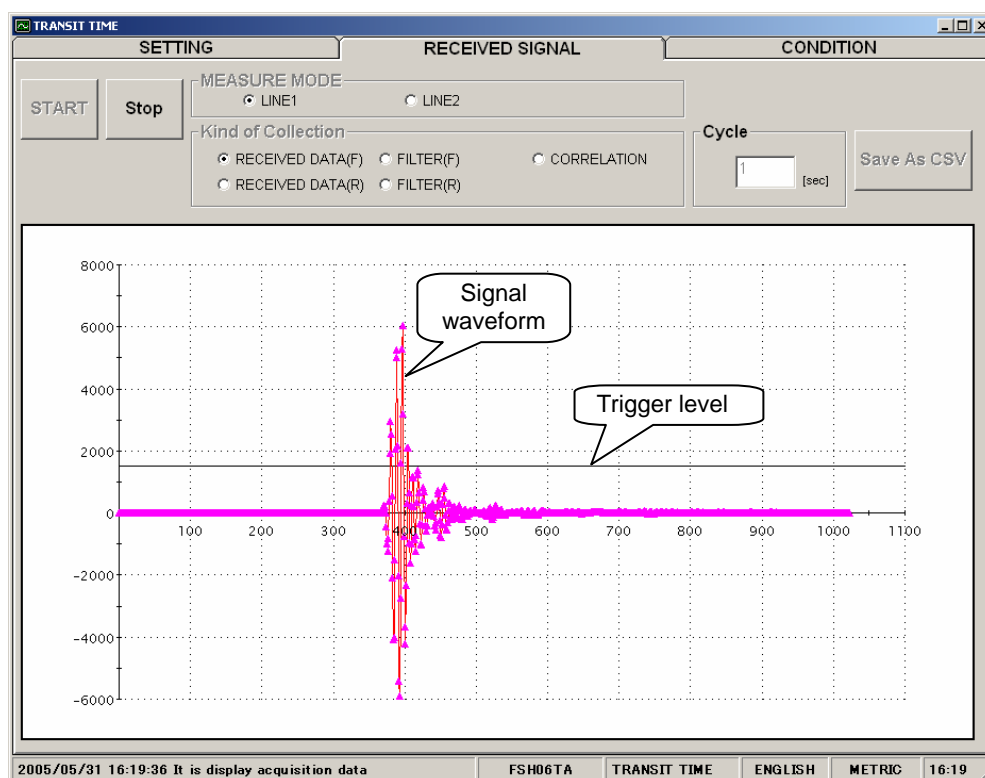 TRANSIT TIME
SETTING RECEIVED SIGNAL CONDITION
START Stop
MEASURE MODE
LINE1 LINE2
Kind of Collection
RECEIVED DATA(F) FILTER(F) CORRELATION
RECEIVED DATA(R) FILTER(R)
Cycle
1 [sec]
Save As CSV
8000
6000
4000
2000
0
-2000
-4000
-6000
100 200 300 400 500 600 700 800 900 1000 1100
Signal
waveform
Trigger level
2005/05/31 16:19:36 It is display acquisition data FSH06TA TRANSIT TIME ENGLISH METRIC 16:19